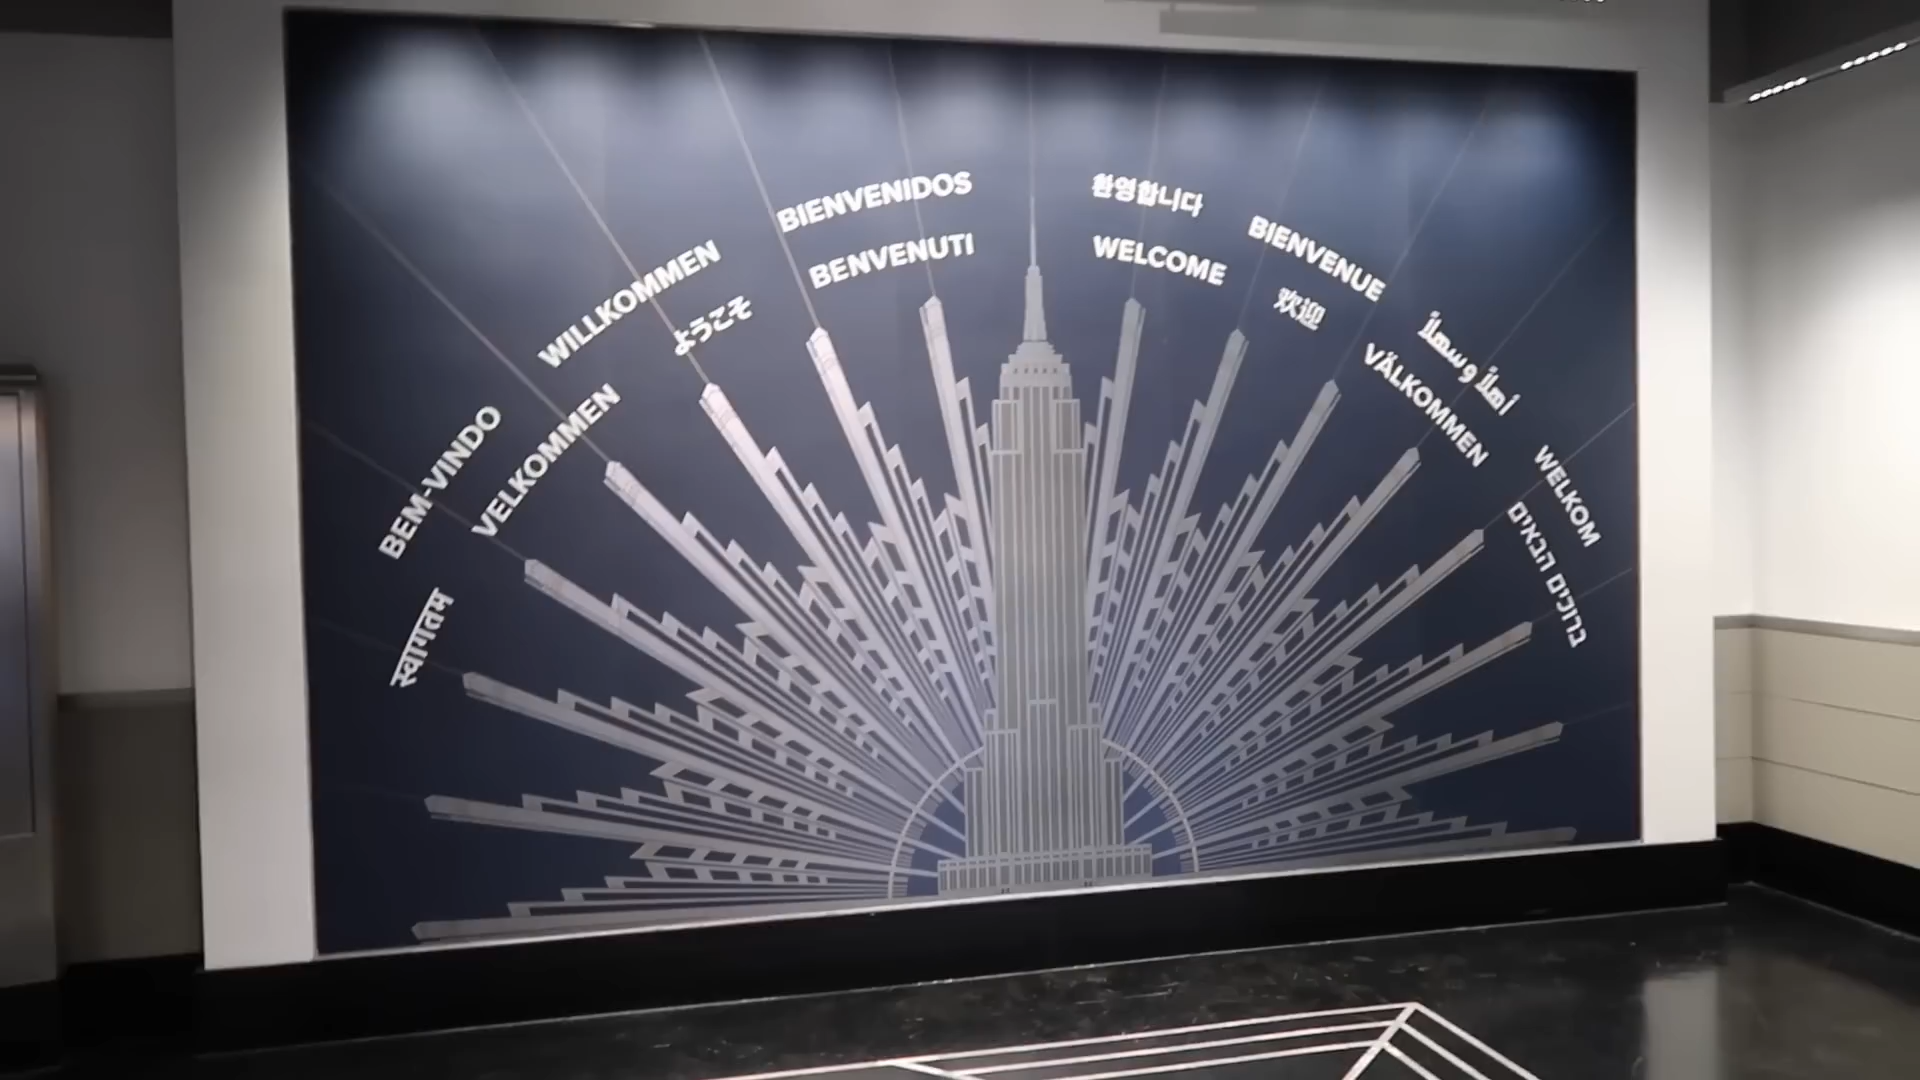 स्वागतम
BEM-VINDO
VELKOMMEN
WILLKOMMEN
ようこそ
BIENVENIDOS
BENVENUTI
환영합니다
WELCOME
BIENVENUE
欢迎
أهلاً وسهلاً
VÄLKOMMEN
WELKOM
ברוכים הבאים